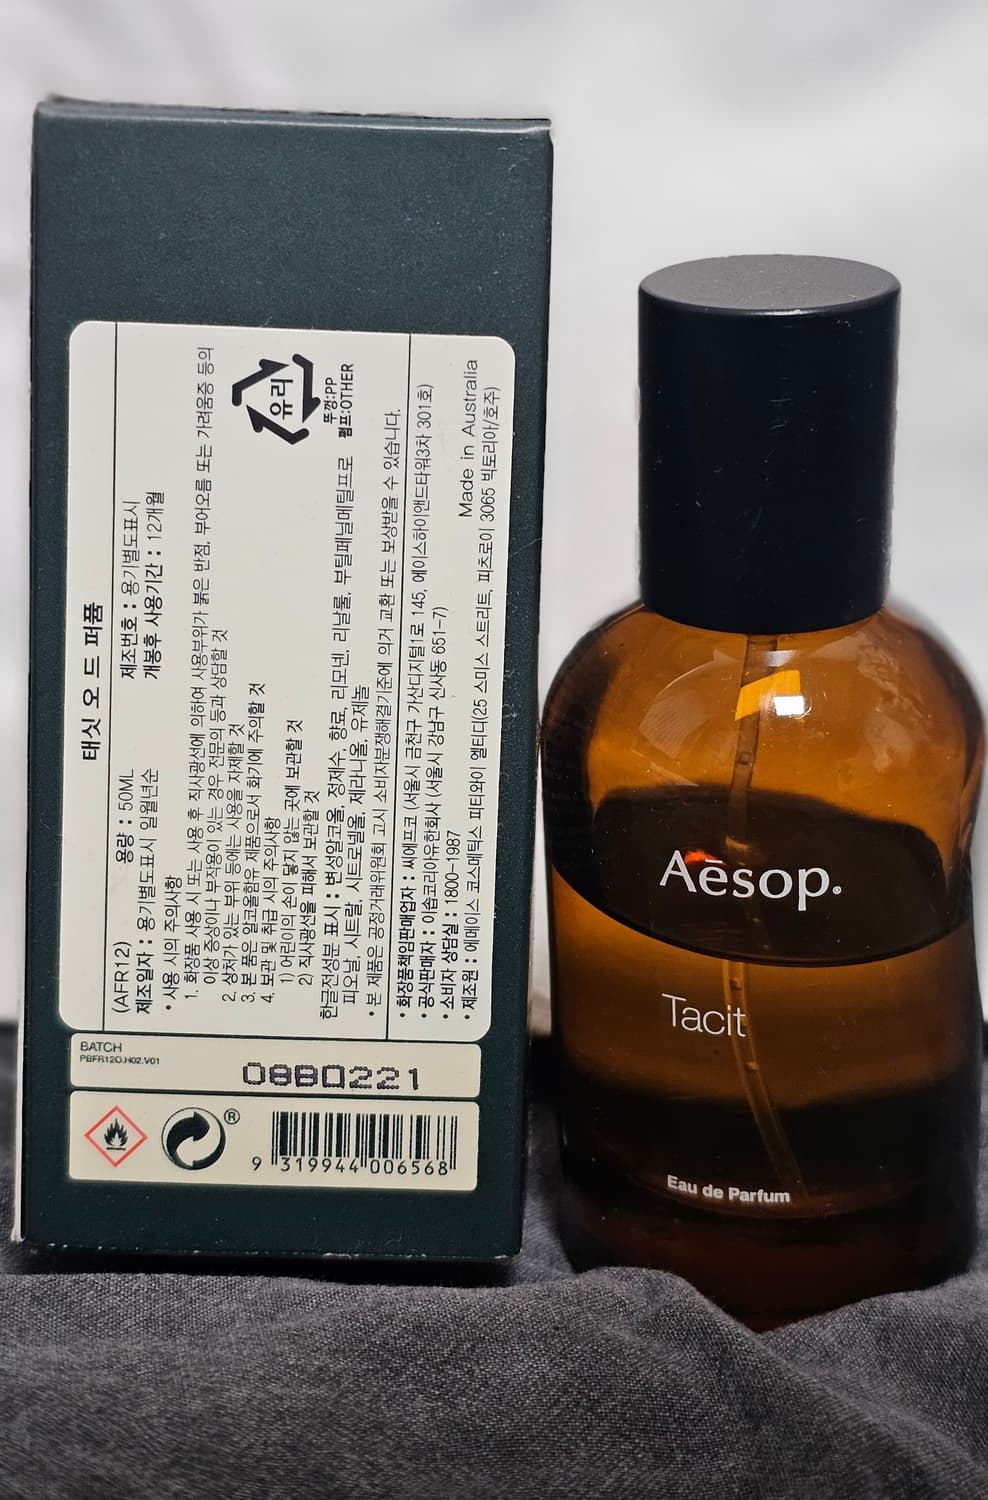 태싯 오 드 퍼퓸
(AFR12) 용량 : 50ML 제조번호 : 용기별도표시
제조일자 : 용기별도표시 일월년순 개봉후 사용기간 : 12개월
• 사용 시의 주의사항
1. 화장품 사용 시 또는 사용 후 직사광선에 의하여 사용부위가 붉은 반점, 부어오름 또는 가려움증 등의
이상 증상이나 부작용이 있는 경우 전문의 등과 상담할 것
2. 상처가 있는 부위 등에는 사용을 자제할 것
3. 본 품은 알코올함유 제품으로서 화기에 주의할 것
4. 보관 및 취급 시의 주의사항
1) 어린이의 손이 닿지 않는 곳에 보관할 것
2) 직사광선을 피해서 보관할 것
유리
뚜껑:PP
펌프:OTHER
한글전성분 표시 : 변성알코올, 정제수, 향료, 리모넨, 리날룰, 부틸페닐메틸프로
피오날, 시트랄, 시트로넬올, 제라니올, 유제놀
• 본 제품은 공정거래위원회 고시 소비자분쟁해결기준에 의거 교환 또는 보상받을 수 있습니다.
• 화장품책임판매업자 : 씨에프코 (서울시 금천구 가산디지털1로 145, 에이스하이앤드타워3차 301호)
• 공식판매자 : 이솝코리아유한회사 (서울시 강남구 신사동 651-7)
• 소비자 상담실 : 1800-1987
Made in Australia
• 제조원 : 에메이스 코스메틱스 피티와이 엘티디(25 스미스 스트리트, 피츠로이 3065 빅토리아/호주)
BATCH
PBFR12O.H02.V01
08B0221
®
9 319944 006568
Aēsop.
Tacit
Eau de Parfum